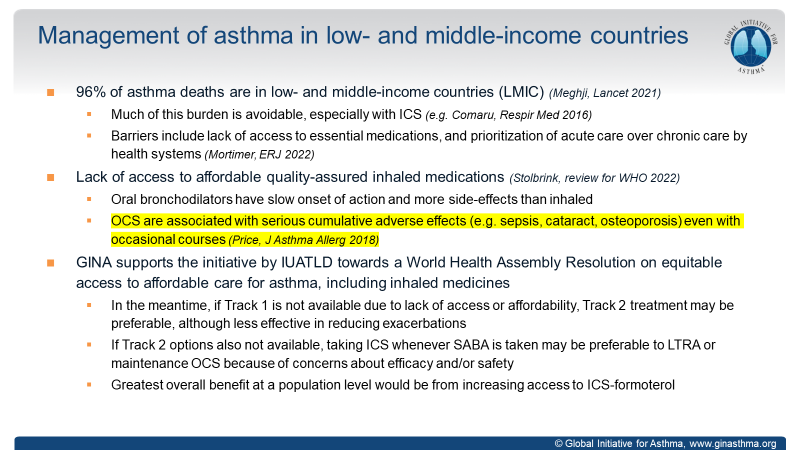 Management of asthma in low- and middle-income countries
GLOBAL INITIATIVE FOR
ASTHMA
■ 96% of asthma deaths are in low- and middle-income countries (LMIC) (Meghji, Lancet 2021)
▪ Much of this burden is avoidable, especially with ICS (e.g. Comaru, Respir Med 2016)
▪ Barriers include lack of access to essential medications, and prioritization of acute care over chronic care by
health systems (Mortimer, ERJ 2022)
■ Lack of access to affordable quality-assured inhaled medications (Stolbrink, review for WHO 2022)
▪ Oral bronchodilators have slow onset of action and more side-effects than inhaled
▪ OCS are associated with serious cumulative adverse effects (e.g. sepsis, cataract, osteoporosis) even with
occasional courses (Price, J Asthma Allerg 2018)
■ GINA supports the initiative by IUATLD towards a World Health Assembly Resolution on equitable
access to affordable care for asthma, including inhaled medicines
▪ In the meantime, if Track 1 is not available due to lack of access or affordability, Track 2 treatment may be
preferable, although less effective in reducing exacerbations
▪ If Track 2 options also not available, taking ICS whenever SABA is taken may be preferable to LTRA or
maintenance OCS because of concerns about efficacy and/or safety
▪ Greatest overall benefit at a population level would be from increasing access to ICS-formoterol
© Global Initiative for Asthma, www.ginasthma.org